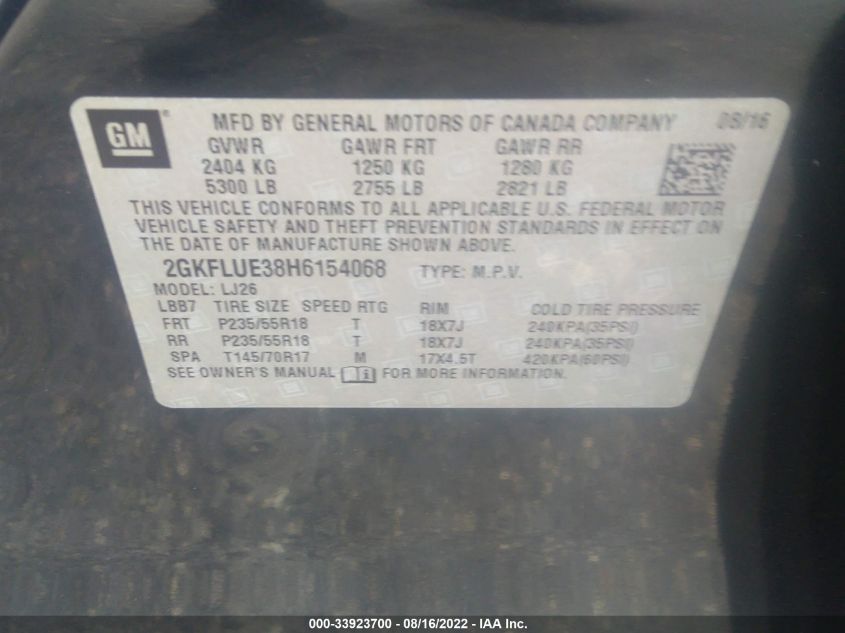 GM ® MFD BY GENERAL MOTORS OF CANADA COMPANY 08/16
GVWR GAWR FRT GAWR RR
2404 KG 1250 KG 1280 KG
5300 LB 2755 LB 2821 LB
THIS VEHICLE CONFORMS TO ALL APPLICABLE U.S. FEDERAL MOTOR
VEHICLE SAFETY AND THEFT PREVENTION STANDARDS IN EFFECT ON
THE DATE OF MANUFACTURE SHOWN ABOVE.
2GKFLUE38H6154068 TYPE: M.P.V.
MODEL: LJ26
LBB7 TIRE SIZE SPEED RTG RIM COLD TIRE PRESSURE
FRT P235/55R18 T 18X7J 240KPA(35PSI)
RR P235/55R18 T 18X7J 240KPA(35PSI)
SPA T145/70R17 M 17X4.5T 420KPA(60PSI)
SEE OWNER'S MANUAL FOR MORE INFORMATION.
000-33923700 - 08/16/2022 - IAA Inc.